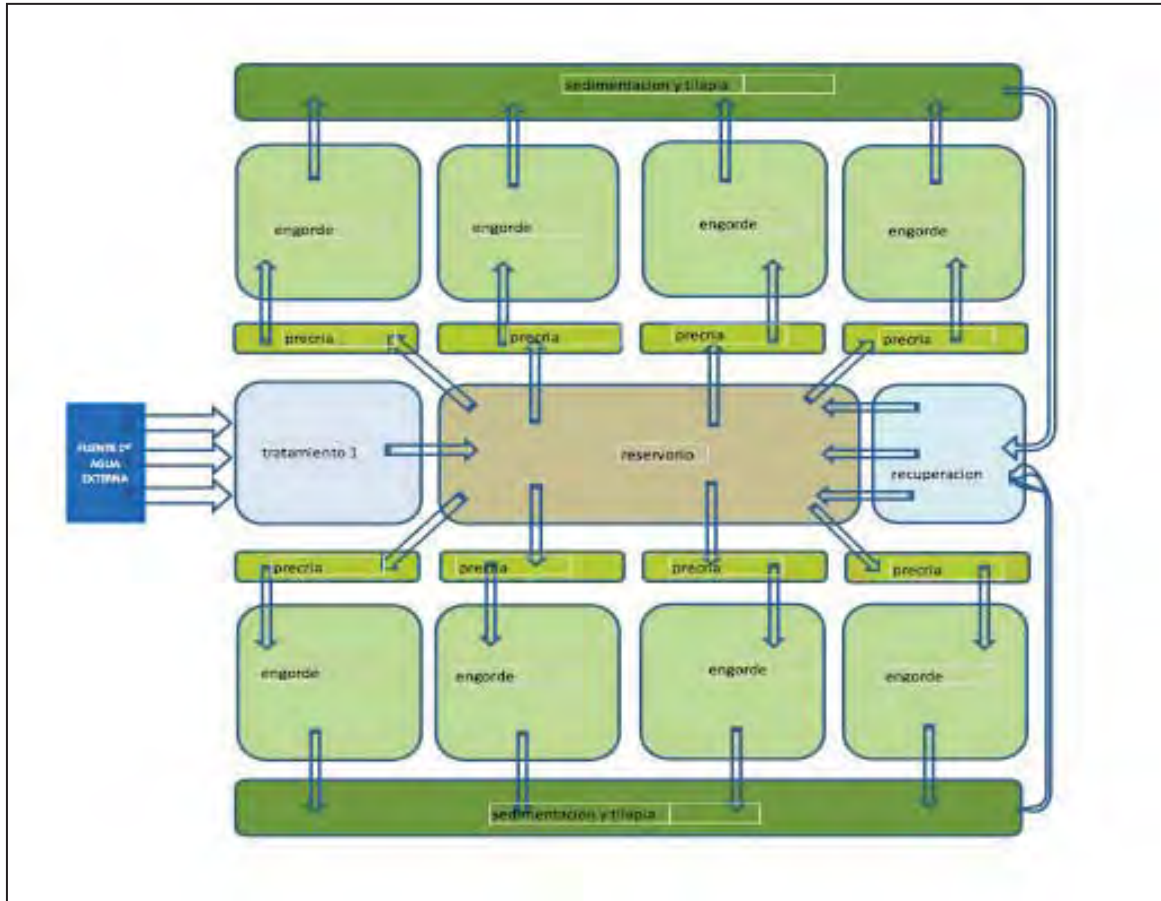 sedimentacion y tilapia
engorde
engorde
engorde
engorde
precria
precria
precria
precria
FUENTE DE
AGUA
EXTERNA
tratamiento 1
reservorio
recuperacion
precria
precria
precria
precria
engorde
engorde
engorde
engorde
sedimentacion y tilapia